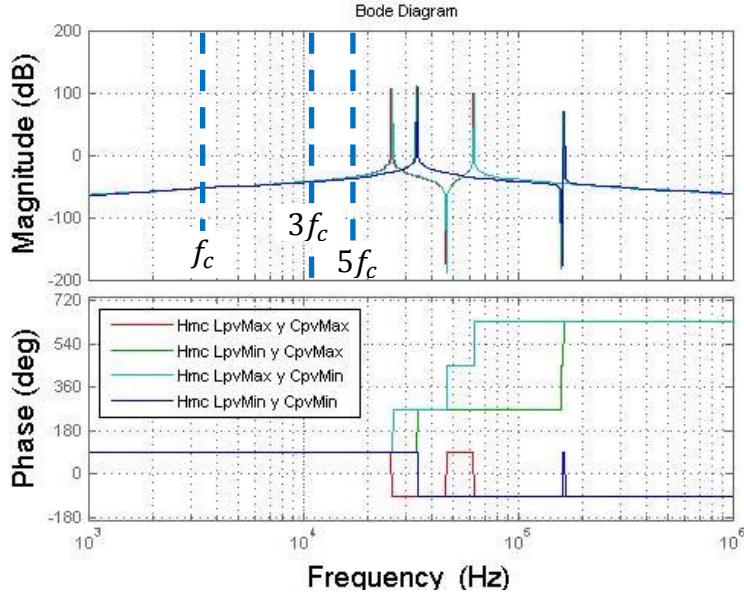 Bode Diagram
Magnitude (dB)
200
100
0
-100
-200
f_c
3f_c
5f_c
Phase (deg)
720
540
360
180
0
-180
Hmc LpvMax y CpvMax
Hmc LpvMin y CpvMax
Hmc LpvMax y CpvMin
Hmc LpvMin y CpvMin
10^3 10^4 10^5 10^6
Frequency (Hz)